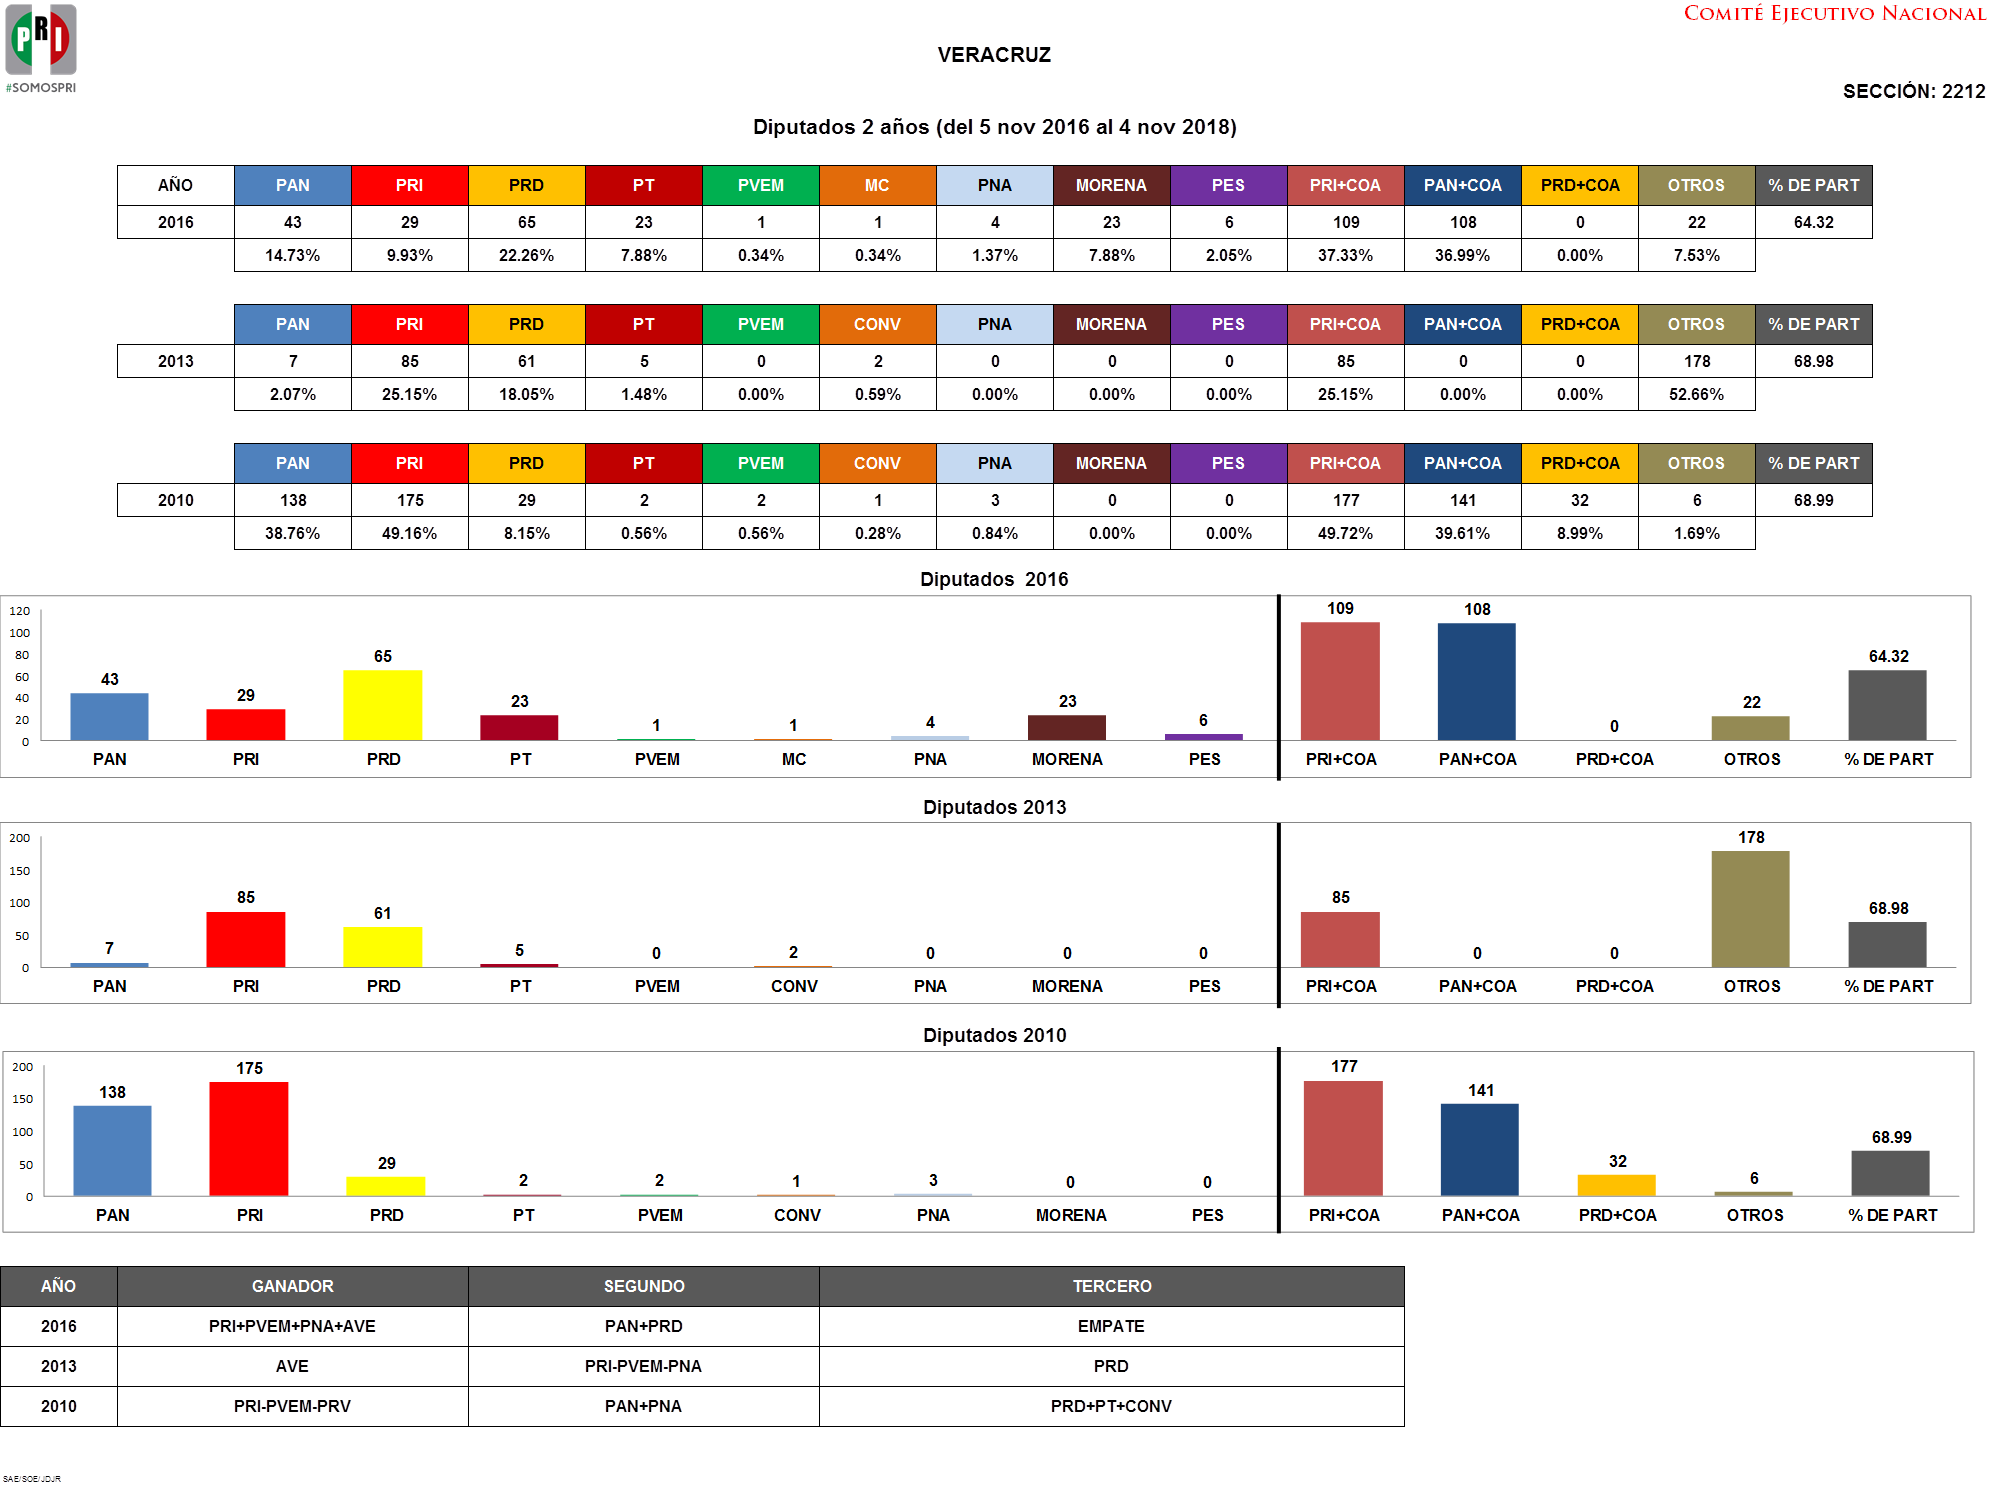 PRI
#SOMOSPRI
COMITÉ EJECUTIVO NACIONAL
VERACRUZ
SECCIÓN: 2212
Diputados 2 años (del 5 nov 2016 al 4 nov 2018)
AÑO PAN PRI PRD PT PVEM MC PNA MORENA PES PRI+COA PAN+COA PRD+COA OTROS % DE PART
2016 43 29 65 23 1 1 4 23 6 109 108 0 22 64.32
14.73% 9.93% 22.26% 7.88% 0.34% 0.34% 1.37% 7.88% 2.05% 37.33% 36.99% 0.00% 7.53%
PAN PRI PRD PT PVEM CONV PNA MORENA PES PRI+COA PAN+COA PRD+COA OTROS % DE PART
2013 7 85 61 5 0 2 0 0 0 85 0 0 178 68.98
2.07% 25.15% 18.05% 1.48% 0.00% 0.59% 0.00% 0.00% 0.00% 25.15% 0.00% 0.00% 52.66%
PAN PRI PRD PT PVEM CONV PNA MORENA PES PRI+COA PAN+COA PRD+COA OTROS % DE PART
2010 138 175 29 2 2 1 3 0 0 177 141 32 6 68.99
38.76% 49.16% 8.15% 0.56% 0.56% 0.28% 0.84% 0.00% 0.00% 49.72% 39.61% 8.99% 1.69%
Diputados 2016
120
100
80
60
40
20
0
43 29 65 23 1 1 4 23 6 109 108 0 22 64.32
PAN PRI PRD PT PVEM MC PNA MORENA PES PRI+COA PAN+COA PRD+COA OTROS % DE PART
Diputados 2013
200
150
100
50
0
7 85 61 5 0 2 0 0 0 85 0 0 178 68.98
PAN PRI PRD PT PVEM CONV PNA MORENA PES PRI+COA PAN+COA PRD+COA OTROS % DE PART
Diputados 2010
200
150
100
50
0
138 175 29 2 2 1 3 0 0 177 141 32 6 68.99
PAN PRI PRD PT PVEM CONV PNA MORENA PES PRI+COA PAN+COA PRD+COA OTROS % DE PART
AÑO GANADOR SEGUNDO TERCERO
2016 PRI+PVEM+PNA+AVE PAN+PRD EMPATE
2013 AVE PRI-PVEM-PNA PRD
2010 PRI-PVEM-PRV PAN+PNA PRD+PT+CONV
SAE/SOE/JDJR